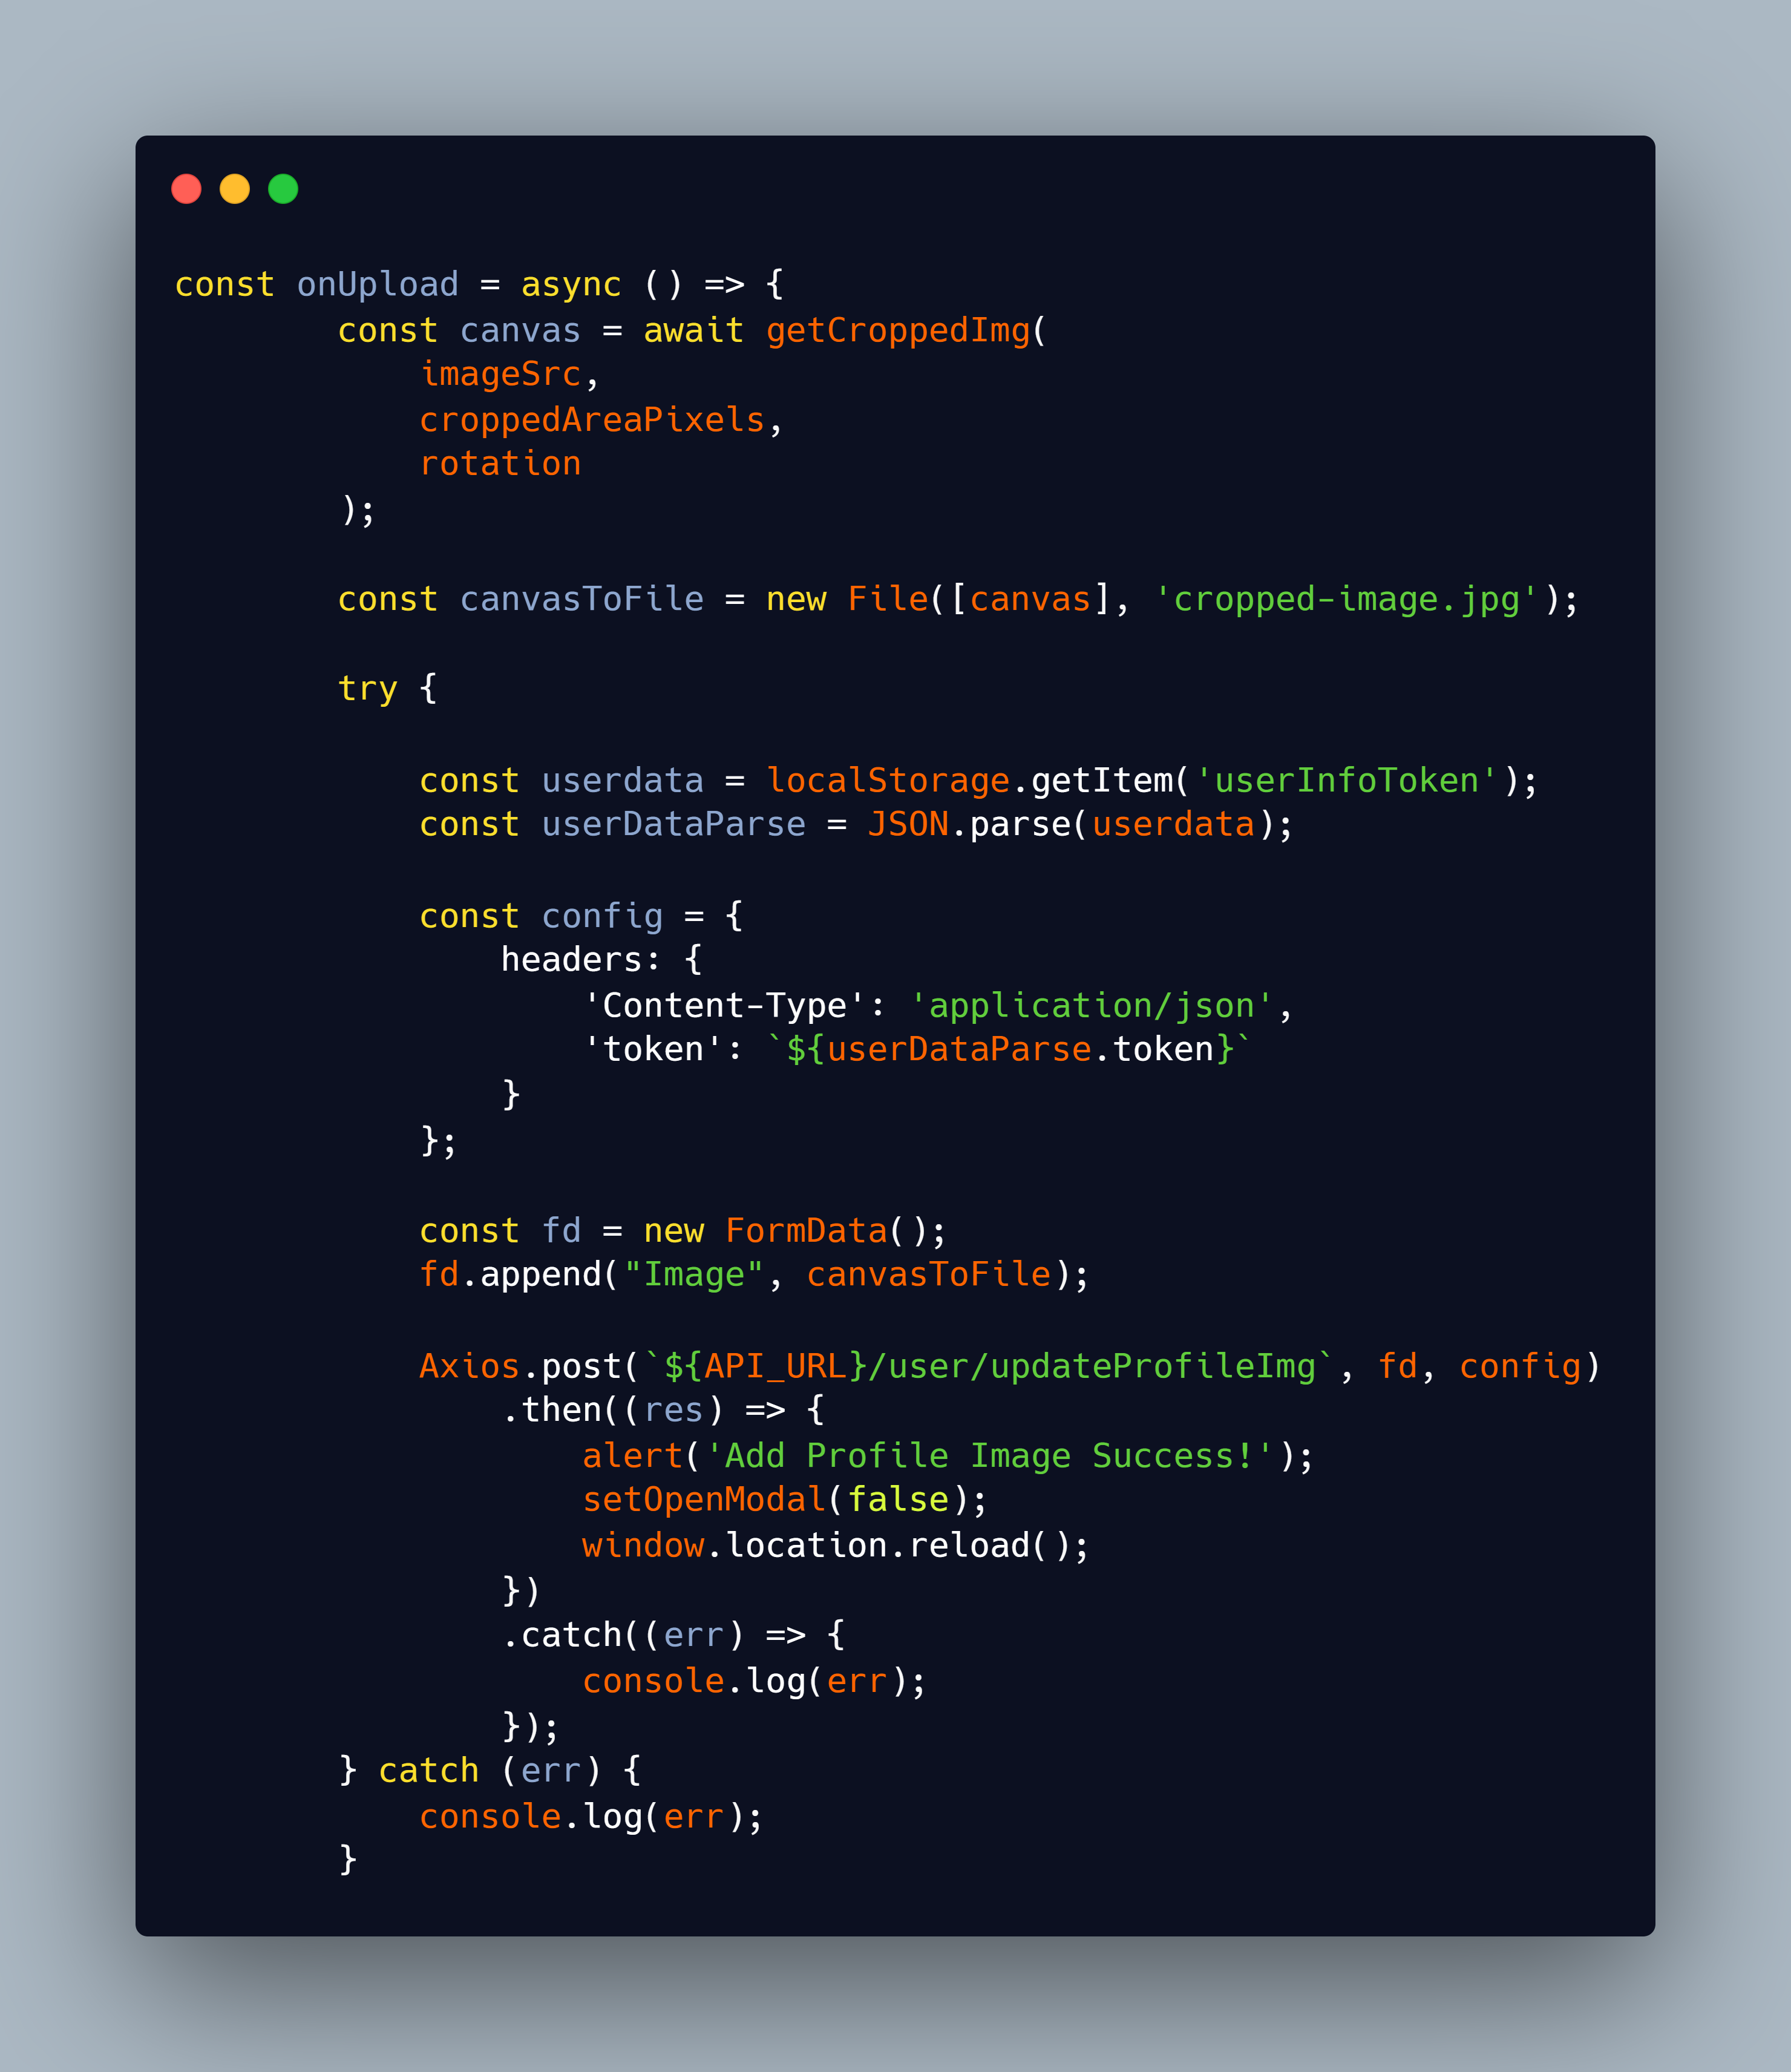 const onUpload = async () => {
        const canvas = await getCroppedImg(
            imageSrc,
            croppedAreaPixels,
            rotation
        );

        const canvasToFile = new File([canvas], 'cropped-image.jpg');

        try {

            const userdata = localStorage.getItem('userInfoToken');
            const userDataParse = JSON.parse(userdata);

            const config = {
                headers: {
                    'Content-Type': 'application/json',
                    'token': `${userDataParse.token}`
                }
            };

            const fd = new FormData();
            fd.append("Image", canvasToFile);

            Axios.post(`${API_URL}/user/updateProfileImg`, fd, config)
                .then((res) => {
                    alert('Add Profile Image Success!');
                    setOpenModal(false);
                    window.location.reload();
                })
                .catch((err) => {
                    console.log(err);
                });
        } catch (err) {
            console.log(err);
        }